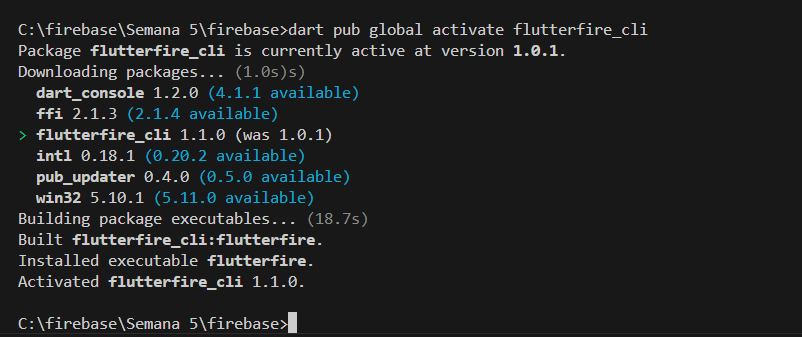 C:\firebase\Semana 5\firebase>dart pub global activate flutterfire_cli
Package flutterfire_cli is currently active at version 1.0.1.
Downloading packages... (1.0s)s)
  dart_console 1.2.0 (4.1.1 available)
  ffi 2.1.3 (2.1.4 available)
> flutterfire_cli 1.1.0 (was 1.0.1)
  intl 0.18.1 (0.20.2 available)
  pub_updater 0.4.0 (0.5.0 available)
  win32 5.10.1 (5.11.0 available)
Building package executables... (18.7s)
Built flutterfire_cli:flutterfire.
Installed executable flutterfire.
Activated flutterfire_cli 1.1.0.
C:\firebase\Semana 5\firebase>